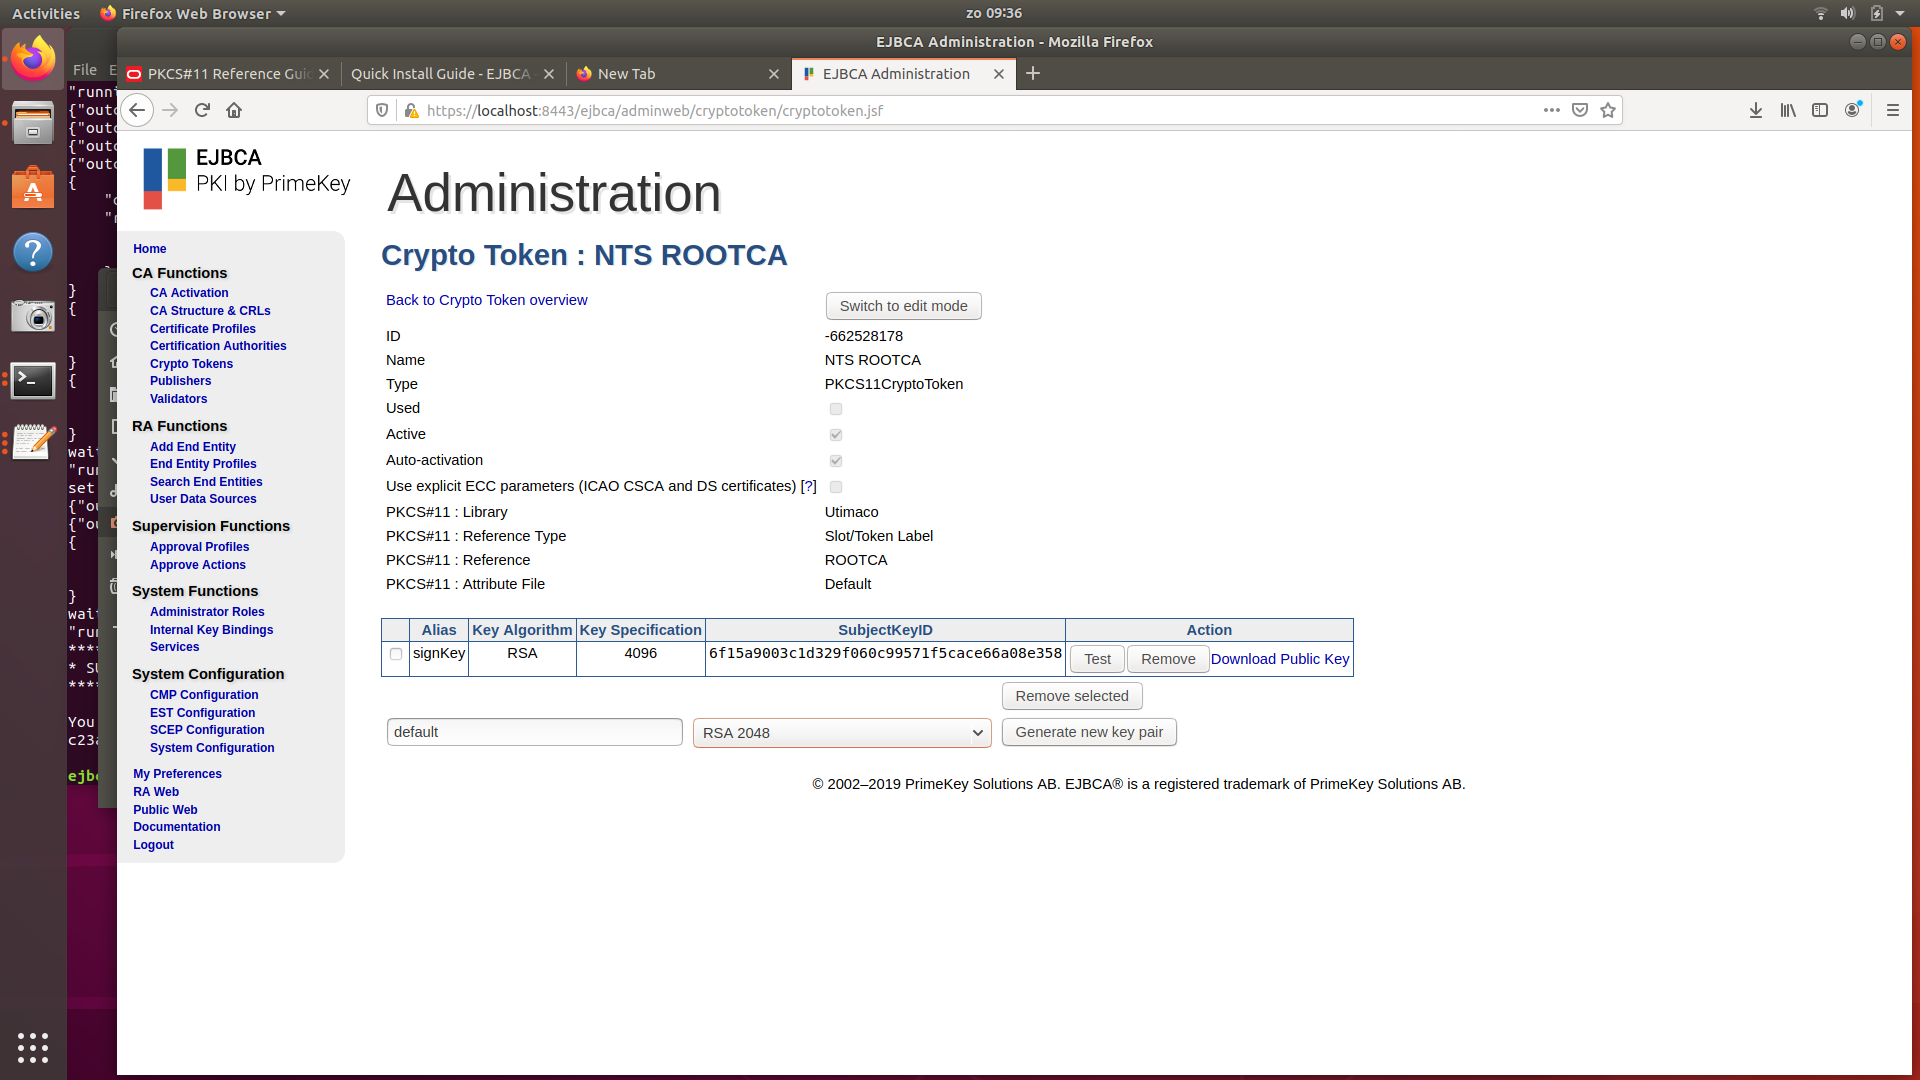 Activities
Firefox Web Browser
zo 09:36
EJBCA Administration - Mozilla Firefox
File
PKCS#11 Reference Guid
Quick Install Guide - EJBCA
New Tab
EJBCA Administration
https://localhost:8443/ejbca/adminweb/cryptotoken/cryptotoken.jsf
EJBCA
PKI by PrimeKey
Administration
Home
CA Functions
CA Activation
CA Structure & CRLs
Certificate Profiles
Certification Authorities
Crypto Tokens
Publishers
Validators
RA Functions
Add End Entity
End Entity Profiles
Search End Entities
User Data Sources
Supervision Functions
Approval Profiles
Approve Actions
System Functions
Administrator Roles
Internal Key Bindings
Services
System Configuration
CMP Configuration
EST Configuration
SCEP Configuration
System Configuration
My Preferences
RA Web
Public Web
Documentation
Logout
Crypto Token : NTS ROOTCA
Back to Crypto Token overview
Switch to edit mode
ID -662528178
Name NTS ROOTCA
Type PKCS11CryptoToken
Used
Active
Auto-activation
Use explicit ECC parameters (ICAO CSCA and DS certificates) [?]
PKCS#11 : Library Utimaco
PKCS#11 : Reference Type Slot/Token Label
PKCS#11 : Reference ROOTCA
PKCS#11 : Attribute File Default
Alias Key Algorithm Key Specification SubjectKeyID Action
signKey RSA 4096 6f15a9003c1d329f060c99571f5cace66a08e358 Test Remove Download Public Key
Remove selected
default RSA 2048 Generate new key pair
© 2002–2019 PrimeKey Solutions AB. EJBCA® is a registered trademark of PrimeKey Solutions AB.
"runn
{"outc
{"outc
{"outc
{"outc
{
}
{
}
{
}
wait
"run
set
{"ou
{"ou
{
}
wait
"run
****
* SU
****
You
c23a
ejbc